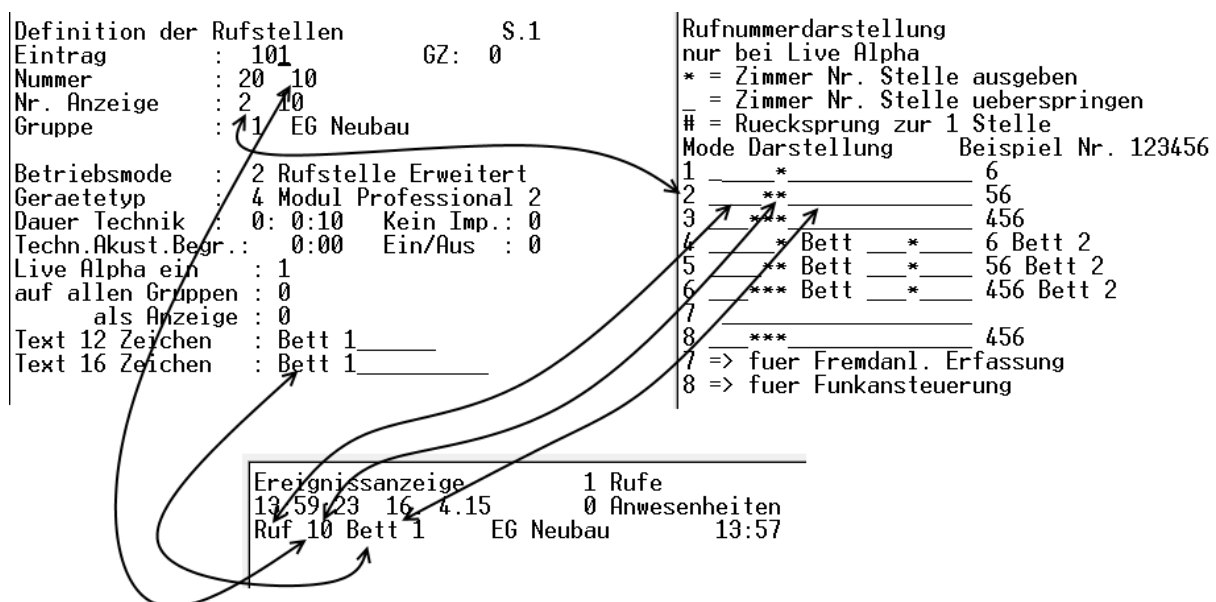 Definition der Rufstellen S.1
Eintrag : 101 GZ: 0
Nummer : 20 10
Nr. Anzeige : 2 10
Gruppe : 1 EG Neubau
Betriebsmode : 2 Rufstelle Erweitert
Geraetetyp : 4 Modul Professional 2
Dauer Technik : 0: 0:10 Kein Imp.: 0
Techn.Akust.Begr.: 0:00 Ein/Aus : 0
Live Alpha ein : 1
auf allen Gruppen : 0
als Anzeige : 0
Text 12 Zeichen : Bett 1______
Text 16 Zeichen : Bett 1__________
Rufnummerdarstellung
nur bei Live Alpha
* = Zimmer Nr. Stelle ausgeben
_ = Zimmer Nr. Stelle ueberspringen
# = Ruecksprung zur 1 Stelle
Mode Darstellung Beispiel Nr. 123456
1 _____*______________ 6
2 ____**______________ 56
3 ___***______________ 456
4 _____* Bett ___*____ 6 Bett 2
5 ____** Bett ___*____ 56 Bett 2
6 ___*** Bett ___*____ 456 Bett 2
7 ___________________
8 ___***______________ 456
7 => fuer Fremdanl. Erfassung
8 => fuer Funkansteuerung
Ereignissanzeige 1 Rufe
13:59:23 16. 4.15 0 Anwesenheiten
Ruf 10 Bett 1 EG Neubau 13:57